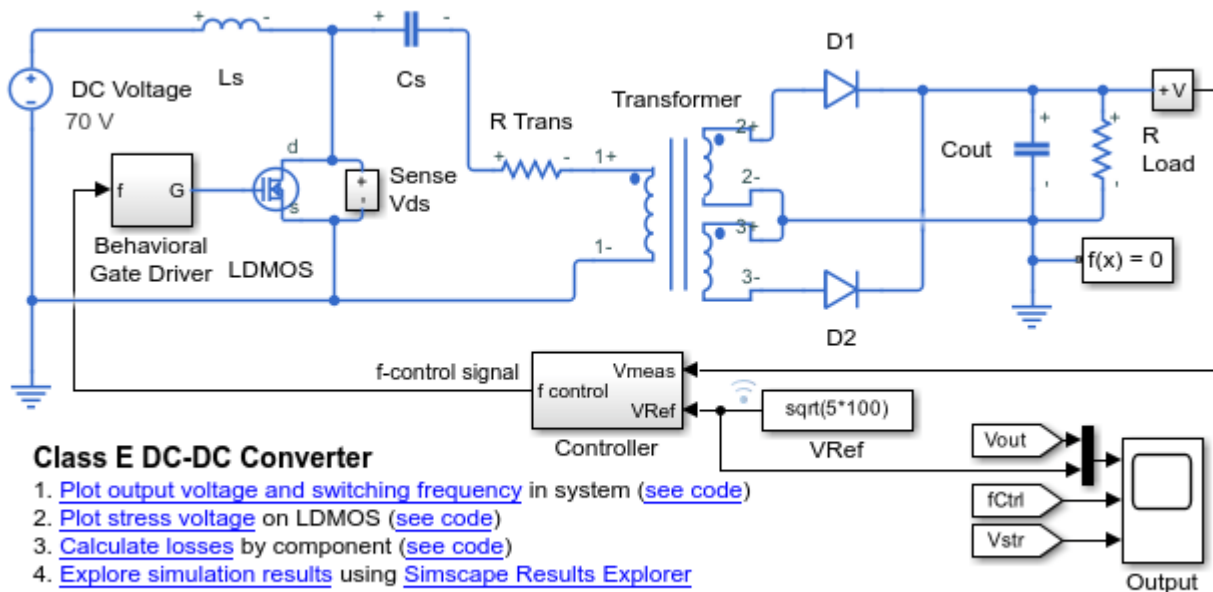 + -
+ -
D1
+
-
Ls
Cs
DC Voltage
70 V
Transformer
+V
R Trans
2+
+
+
d
+ -
1+
Cout
R
Load
f
G
+
-
Sense
Vds
2-
-
-
s
Behavioral
Gate Driver
LDMOS
1-
3+
f(x) = 0
3-
D2
f-control signal
Vmeas
f control
VRef
sqrt(5*100)
Controller
VRef
Vout
fCtrl
Vstr
Output
Class E DC-DC Converter
1. Plot output voltage and switching frequency in system (see code)
2. Plot stress voltage on LDMOS (see code)
3. Calculate losses by component (see code)
4. Explore simulation results using Simscape Results Explorer